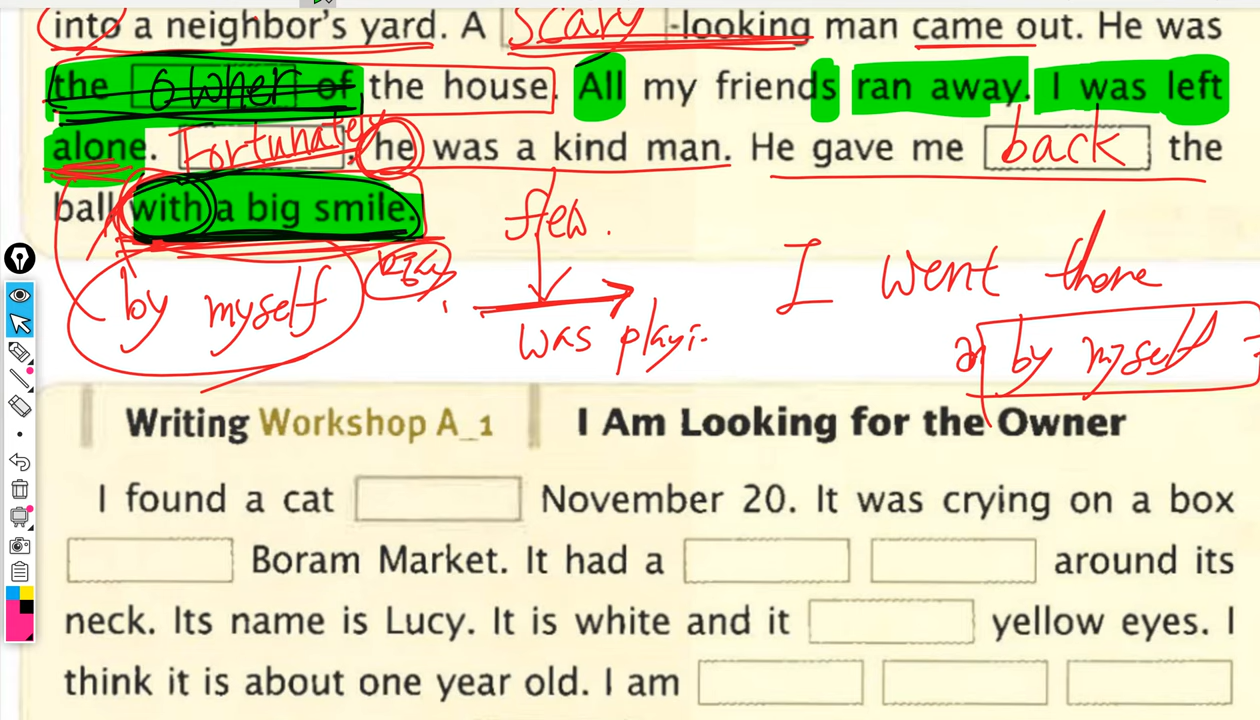 into a neighbor's yard. A scary -looking man came out. He was
the owner of the house. All my friends ran away. I was left
alone. Fortunately, he was a kind man. He gave me back the
ball with a big smile.
few.
I went there
by myself
was playi-
by myself
Writing Workshop A_1 I Am Looking for the Owner
I found a cat November 20. It was crying on a box
Boram Market. It had a around its
neck. Its name is Lucy. It is white and it yellow eyes. I
think it is about one year old. I am